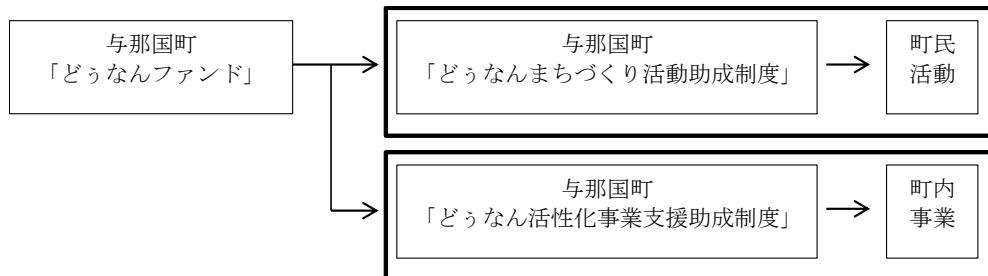 与那国町
「どぅなんファンド」
与那国町
「どぅなんまちづくり活動助成制度」
町民
活動
与那国町
「どぅなん活性化事業支援助成制度」
町内
事業